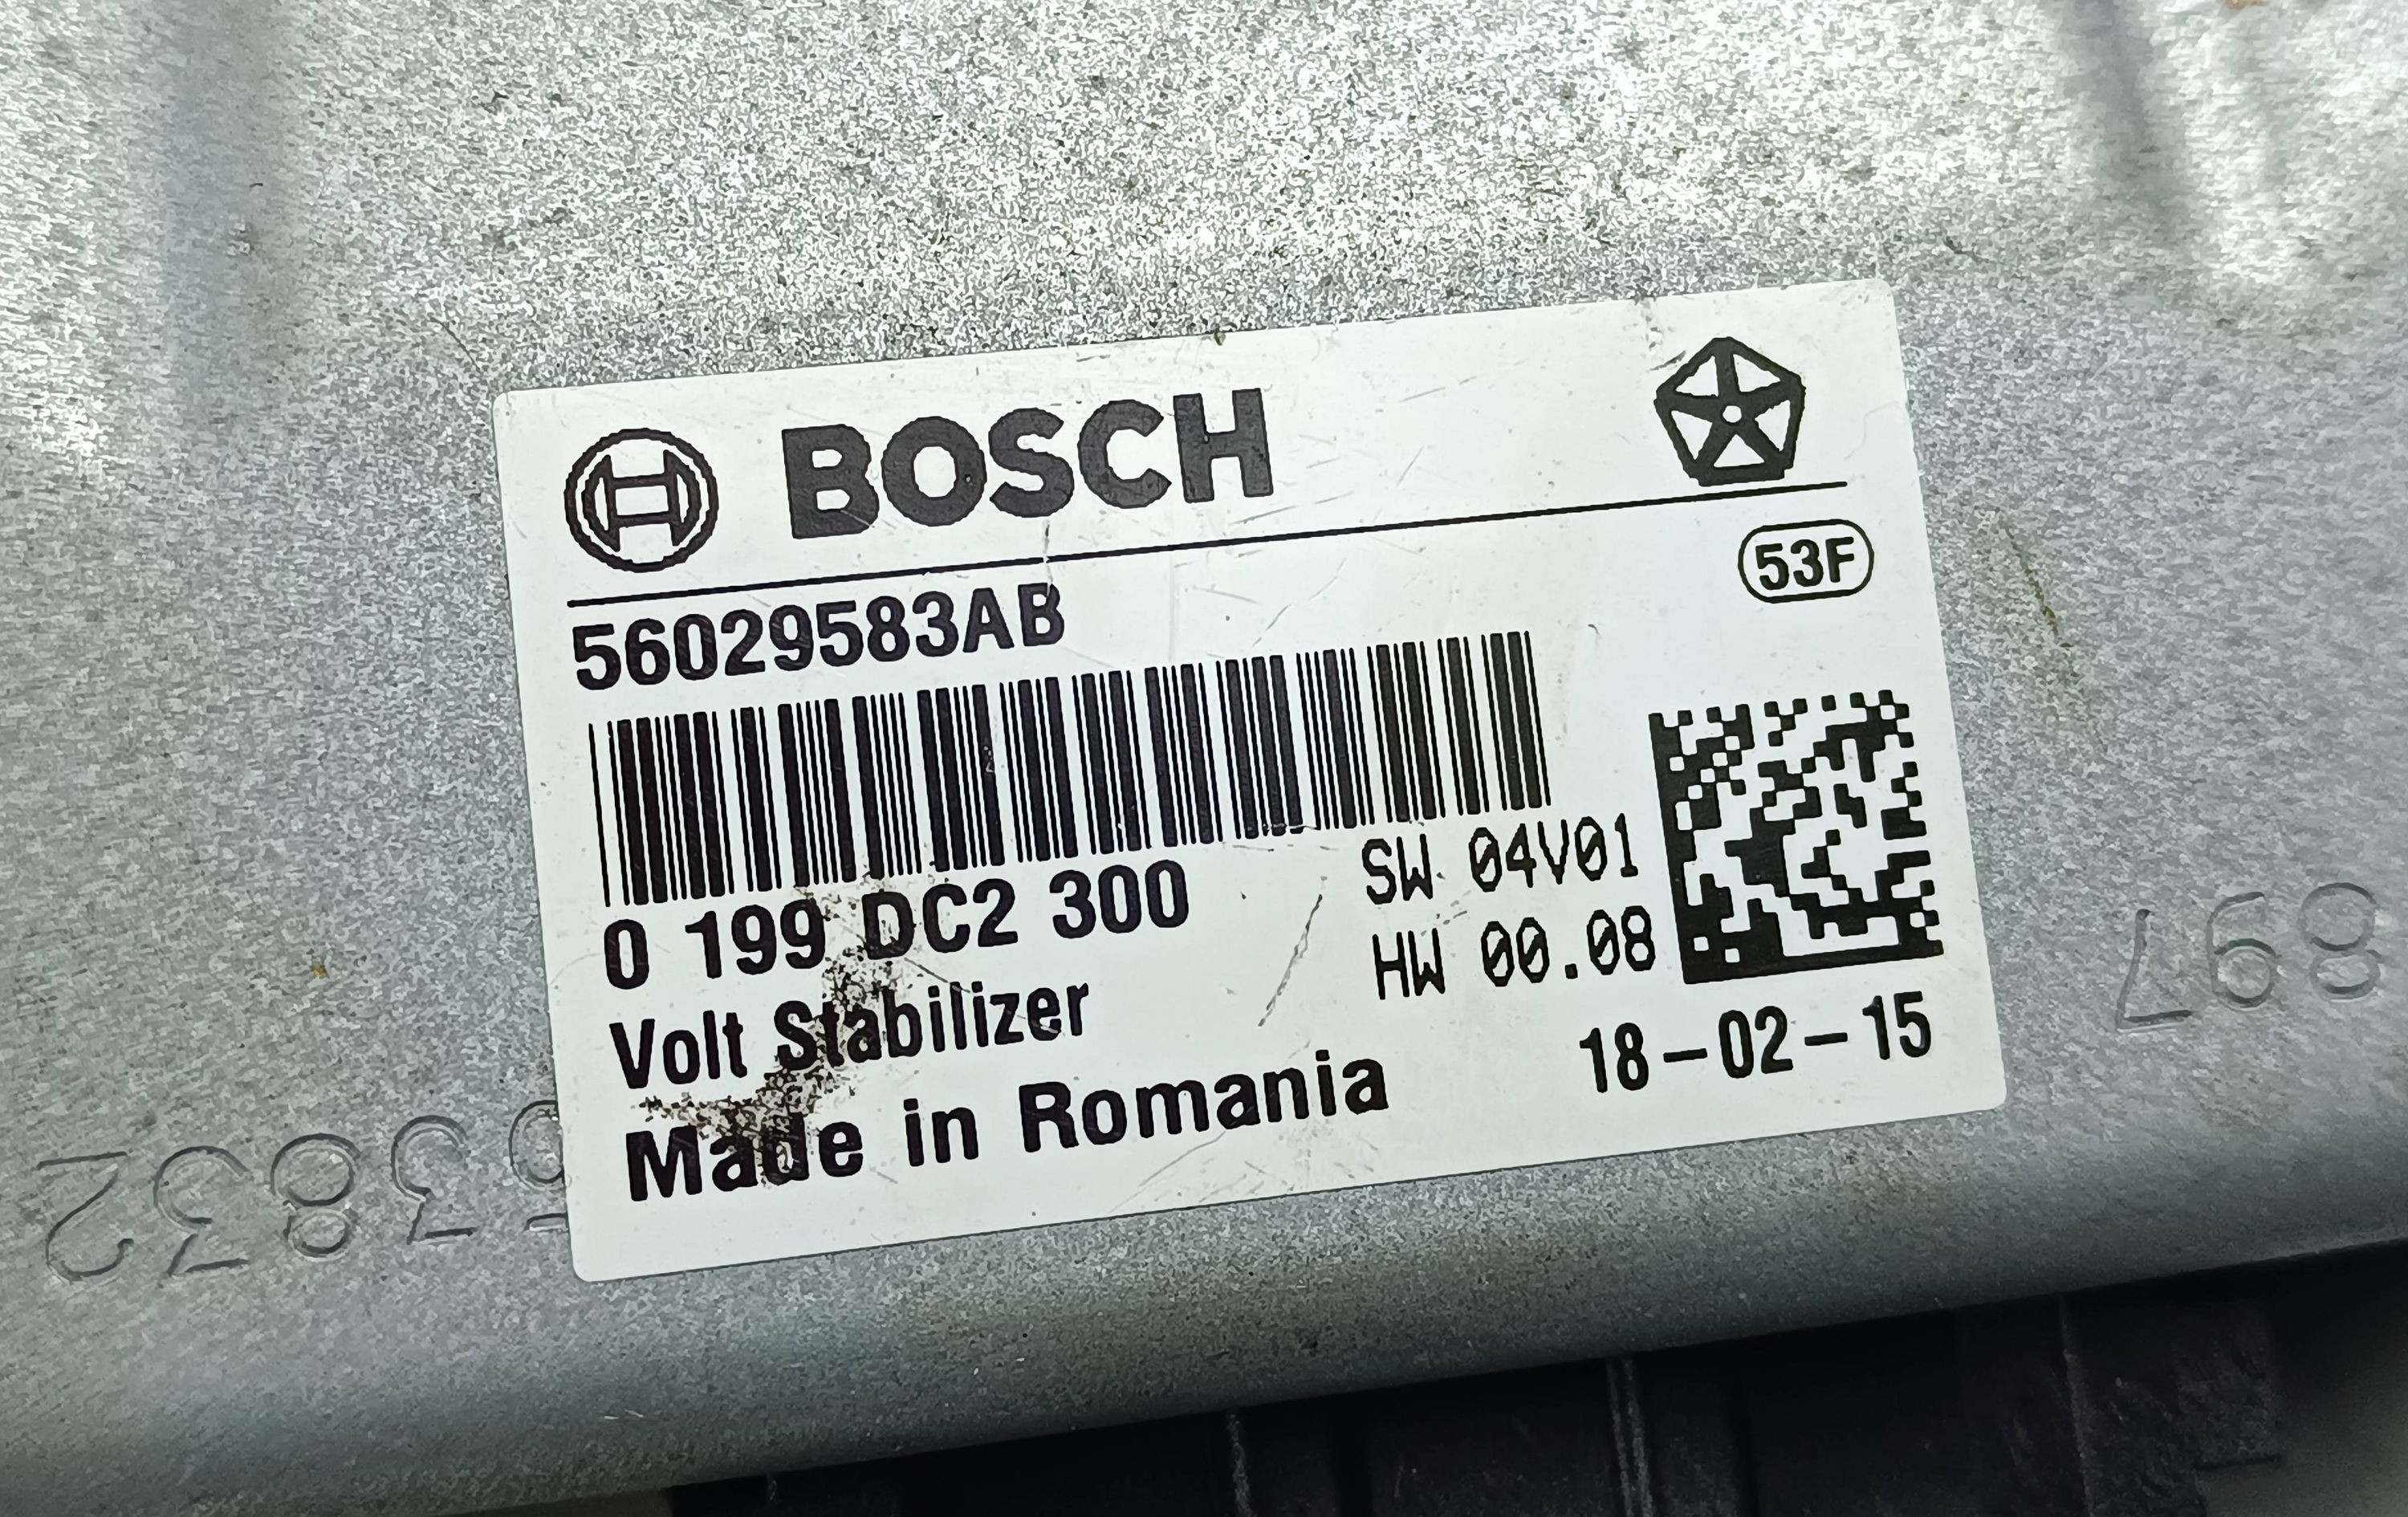 BOSCH
53F
56029583AB
SW 04V01
0 199 DC2 300
HW 00.08
Volt Stabilizer
18-02-15
Made in Romania
897
3832